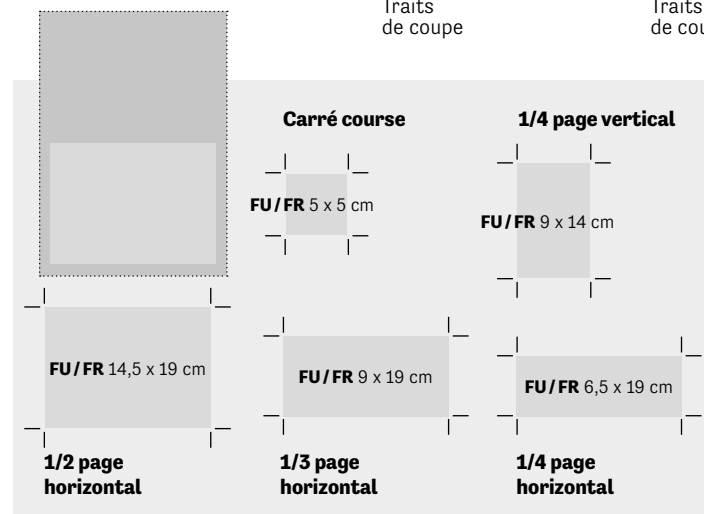 Traits
de coupe
Traits
Carré course
1/4 page vertical
FU/FR 5 x 5 cm
FU/FR 9 x 14 cm
FU/FR 14,5 x 19 cm
FU/FR 9 x 19 cm
FU/FR 6,5 x 19 cm
1/2 page
horizontal
1/3 page
horizontal
1/4 page
horizontal